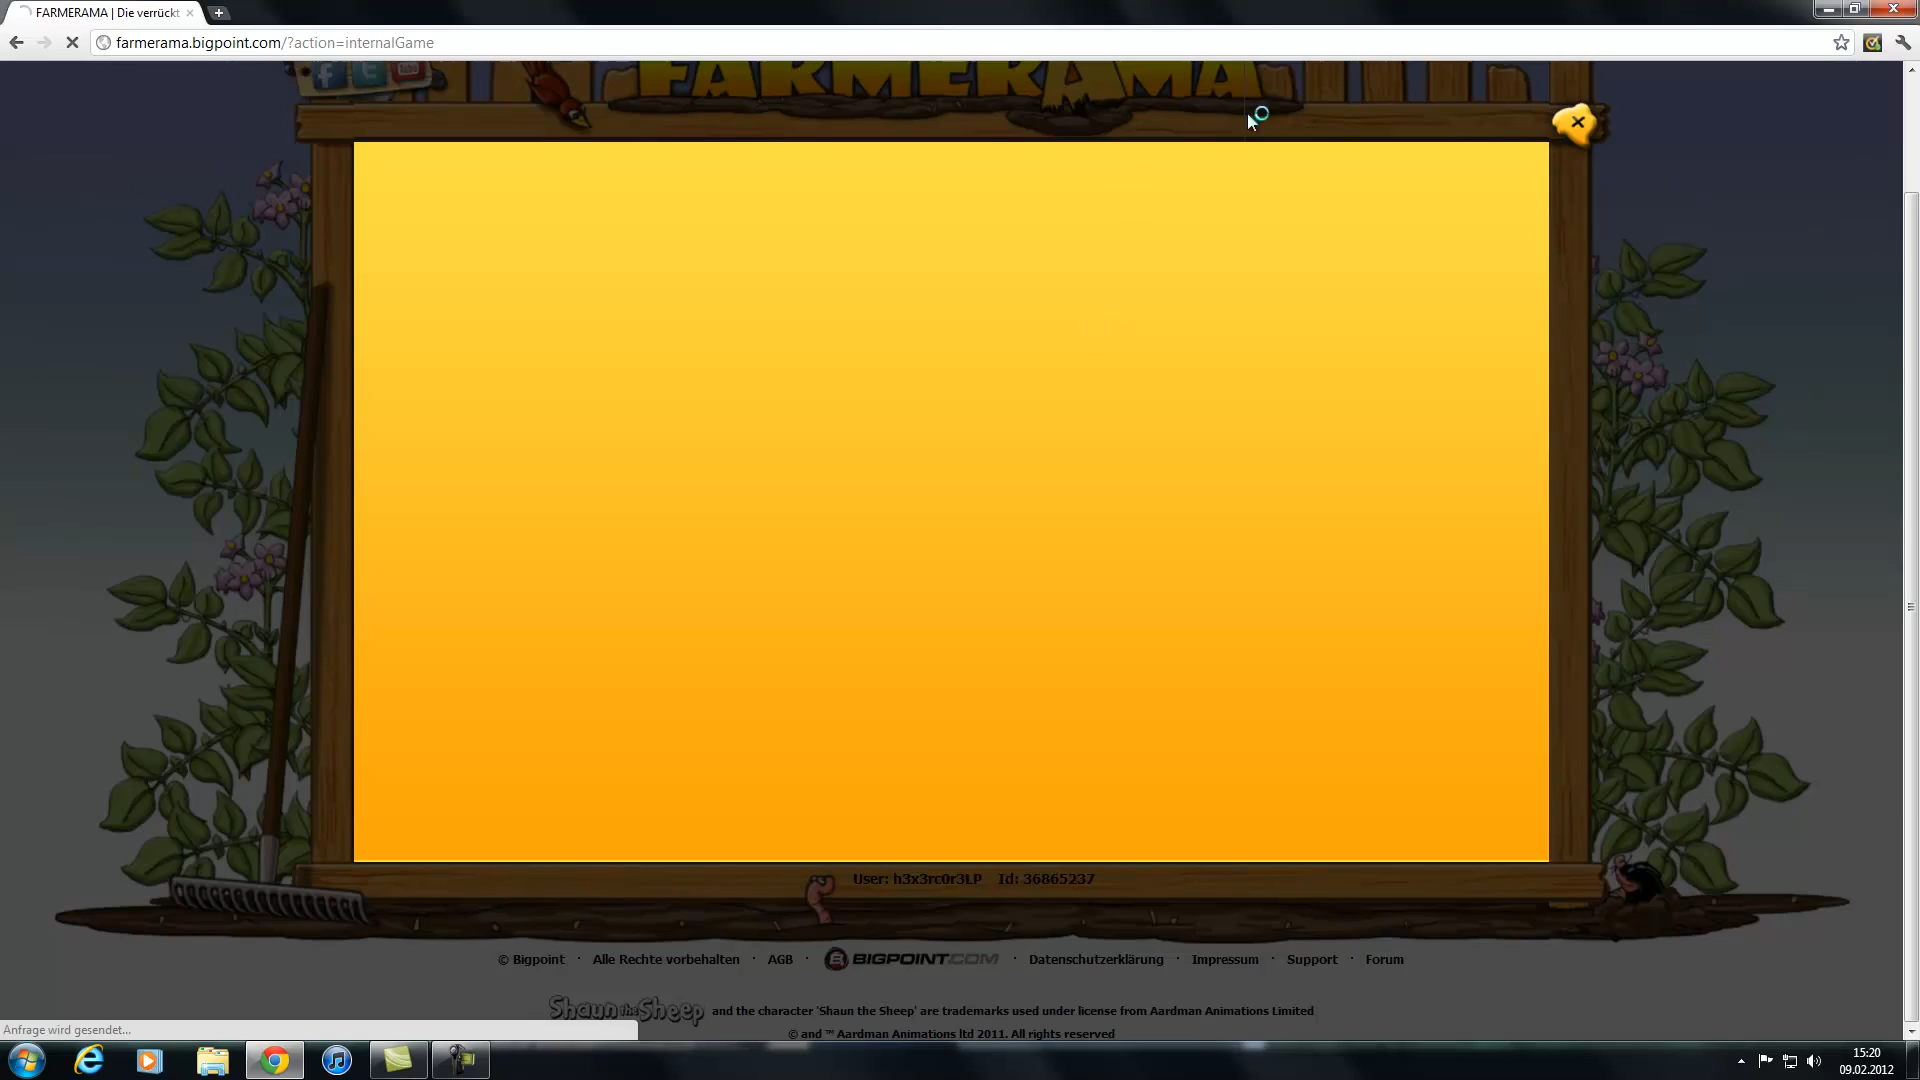 FARMERAMA | Die verrückt
farmerama.bigpoint.com/?action=internalGame
FARMERAMA
User: h3x3rc0r3LP Id: 36865237
© Bigpoint · Alle Rechte vorbehalten · AGB · BIGPOINT.COM · Datenschutzerklärung · Impressum · Support · Forum
Shaun the Sheep and the character 'Shaun the Sheep' are trademarks used under license from Aardman Animations Limited
© and ™ Aardman Animations ltd 2011. All rights reserved
Anfrage wird gesendet...
15:20
09.02.2012